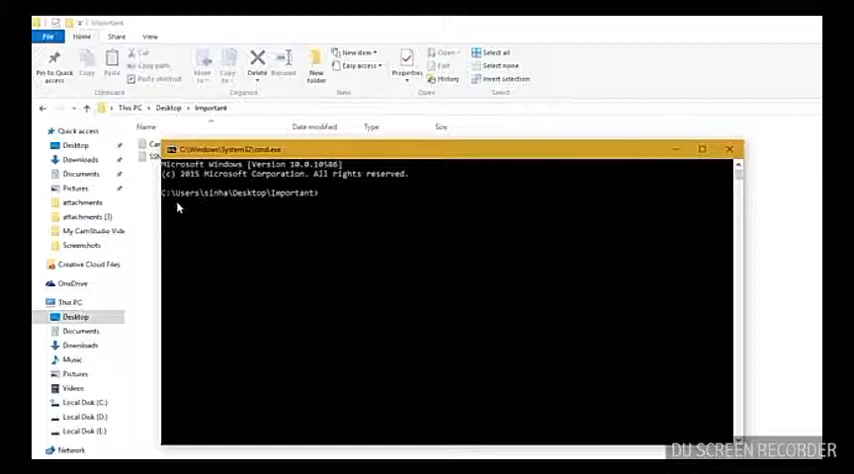 Important
File Home Share View
Pin to Quick access
Copy
Paste
Cut
Copy path
Paste shortcut
Clipboard
Move to
Copy to
Delete
Rename
Organize
New folder
New item
Easy access
New
Properties
Open
Edit
History
Open
Select all
Select none
Invert selection
Select
This PC > Desktop > Important
Name Date modified Type Size
Quick access
Desktop
Downloads
Documents
Pictures
attachments
attachments (3)
My CamStudio Vide
Screenshots
Creative Cloud Files
OneDrive
This PC
Desktop
Documents
Downloads
Music
Pictures
Videos
Local Disk (C:)
Local Disk (D:)
Local Disk (E:)
Network
C:\Windows\System32\cmd.exe
Microsoft Windows [Version 10.0.10586]
(c) 2015 Microsoft Corporation. All rights reserved.
C:\Users\sinha\Desktop\Important>
DU SCREEN RECORDER